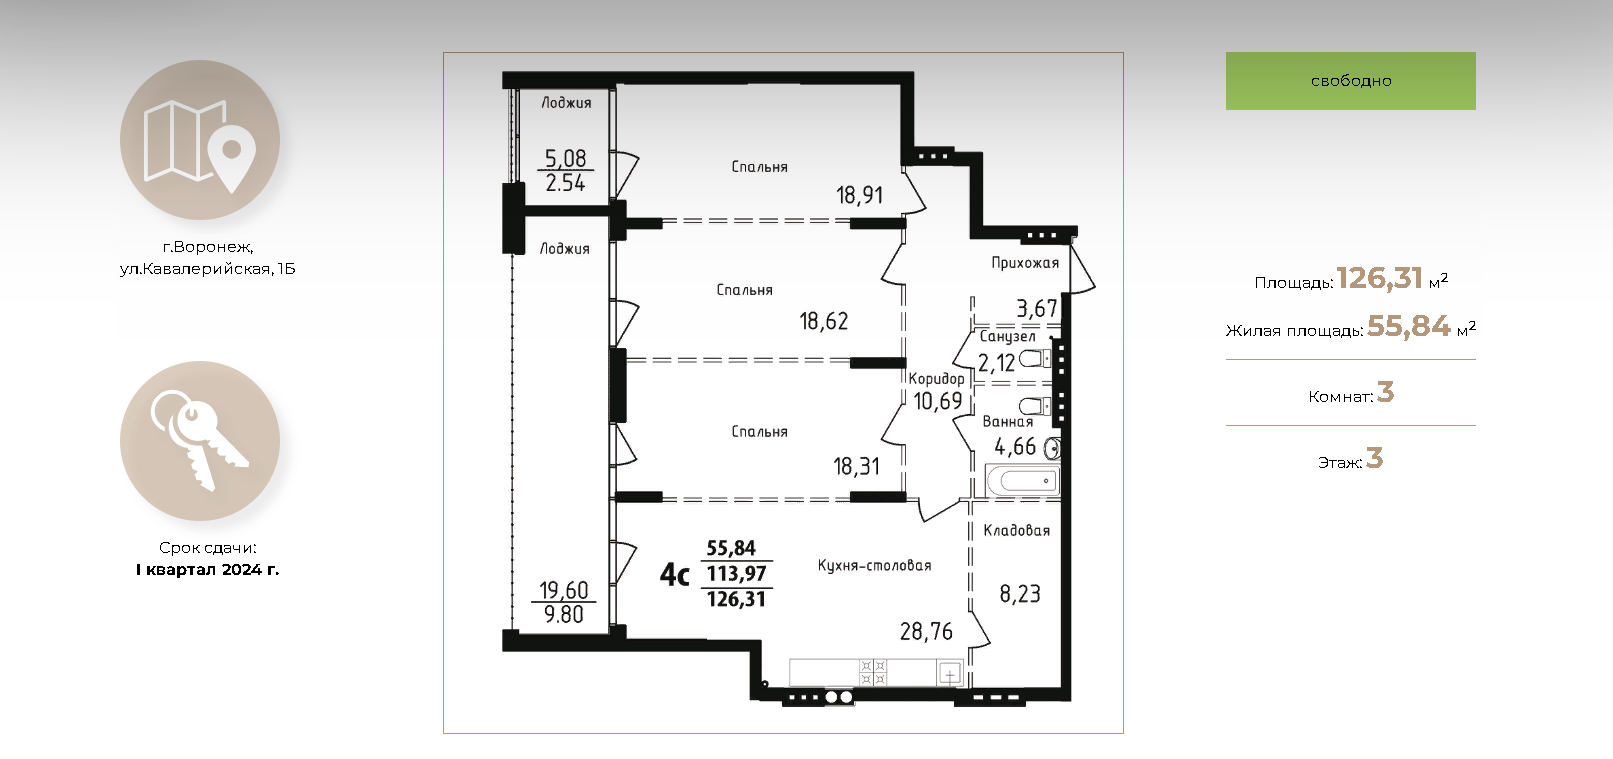 г.Воронеж,
ул.Кавалерийская, 1Б
Срок сдачи:
I квартал 2024 г.
Лоджия
5,08
2.54
Спальня
18,91
Лоджия
Спальня
18,62
Прихожая
3,67
Санузел
2,12
Коридор
10,69
Ванная
4,66
Спальня
18,31
Кладовая
8,23
Кухня-столовая
28,76
4с
55,84
113,97
126,31
19,60
9.80
свободно
Площадь: 126,31 м²
Жилая площадь: 55,84 м²
Комнат: 3
Этаж: 3